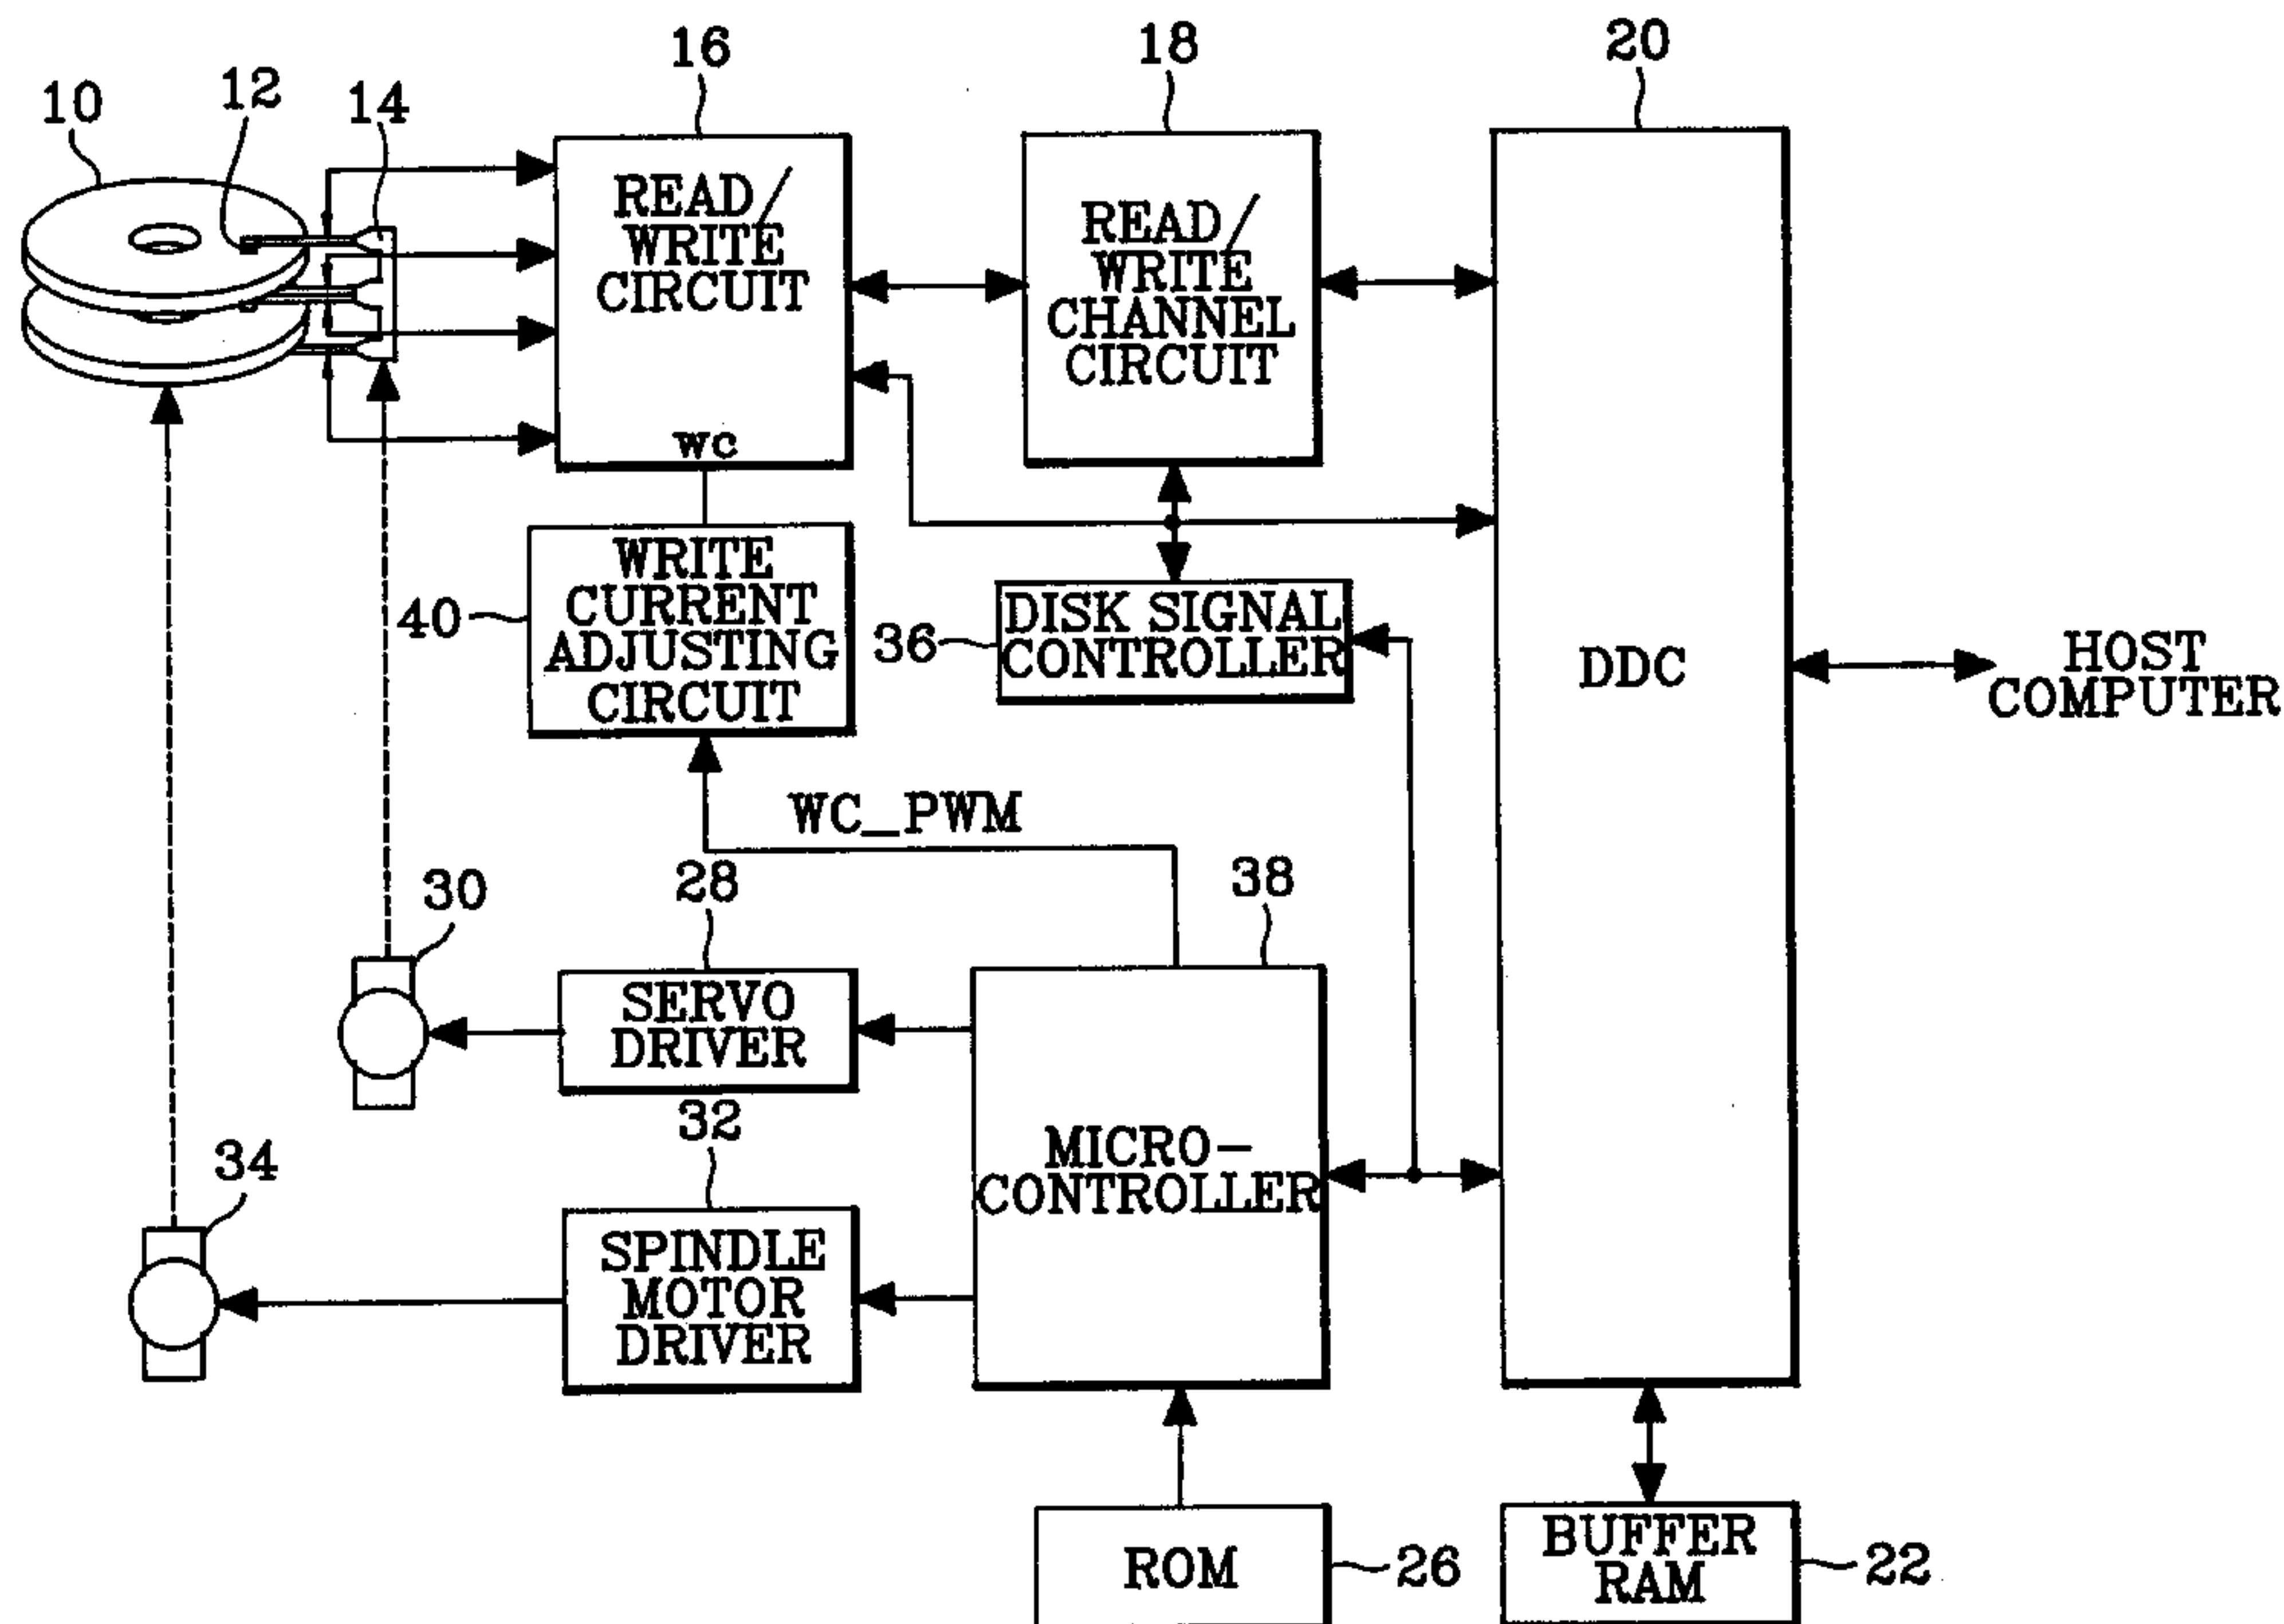 16
18
20
10
12
14
READ/
WRITE
CIRCUIT
WC
READ/
WRITE
CHANNEL
CIRCUIT
40
WRITE
CURRENT
ADJUSTING
CIRCUIT
36
DISK SIGNAL
CONTROLLER
DDC
HOST
COMPUTER
WC_PWM
28
38
30
SERVO
DRIVER
32
34
MICRO-
CONTROLLER
SPINDLE
MOTOR
DRIVER
ROM
26
BUFFER
RAM
22